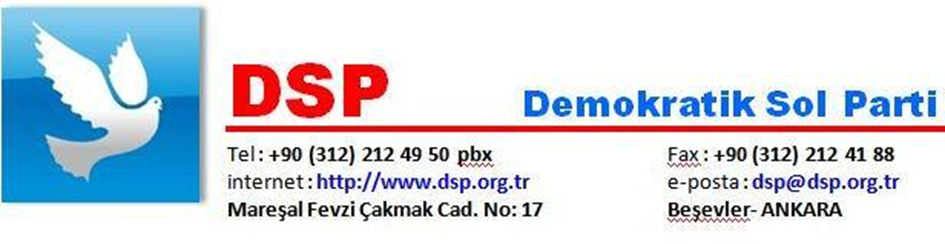 DSP Demokratik Sol Parti
Tel : +90 (312) 212 49 50 pbx Fax : +90 (312) 212 41 88
internet : http://www.dsp.org.tr e-posta : dsp@dsp.org.tr
Mareşal Fevzi Çakmak Cad. No: 17 Beşevler- ANKARA